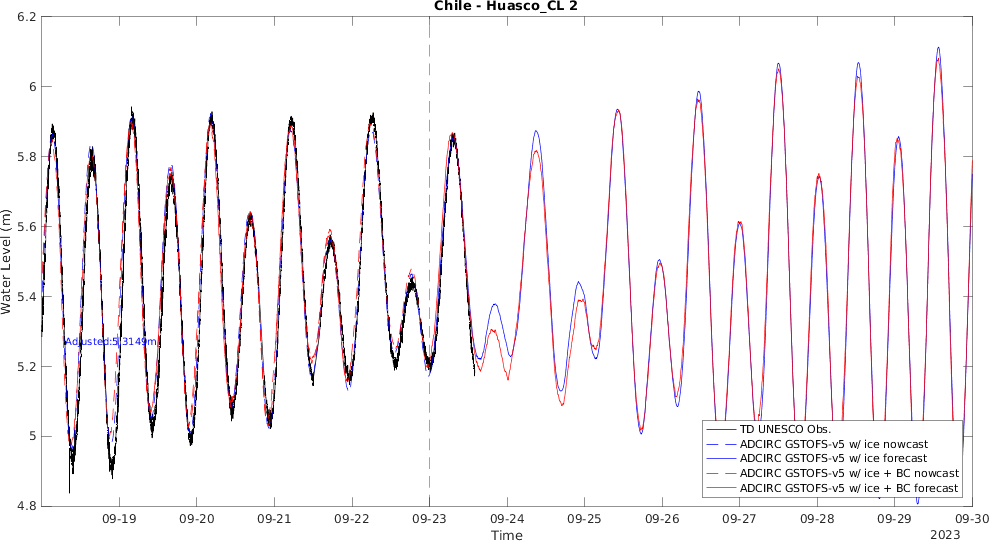 Chile - Huasco_CL 2
6.2
6
5.8
5.6
5.4
5.2
5
4.8
Water Level (m)
Adjusted:5.3149m
TD UNESCO Obs.
ADCIRC GSTOFS-v5 w/ ice nowcast
ADCIRC GSTOFS-v5 w/ ice forecast
ADCIRC GSTOFS-v5 w/ ice + BC nowcast
ADCIRC GSTOFS-v5 w/ ice + BC forecast
09-19 09-20 09-21 09-22 09-23 09-24 09-25 09-26 09-27 09-28 09-29 09-30
Time
2023